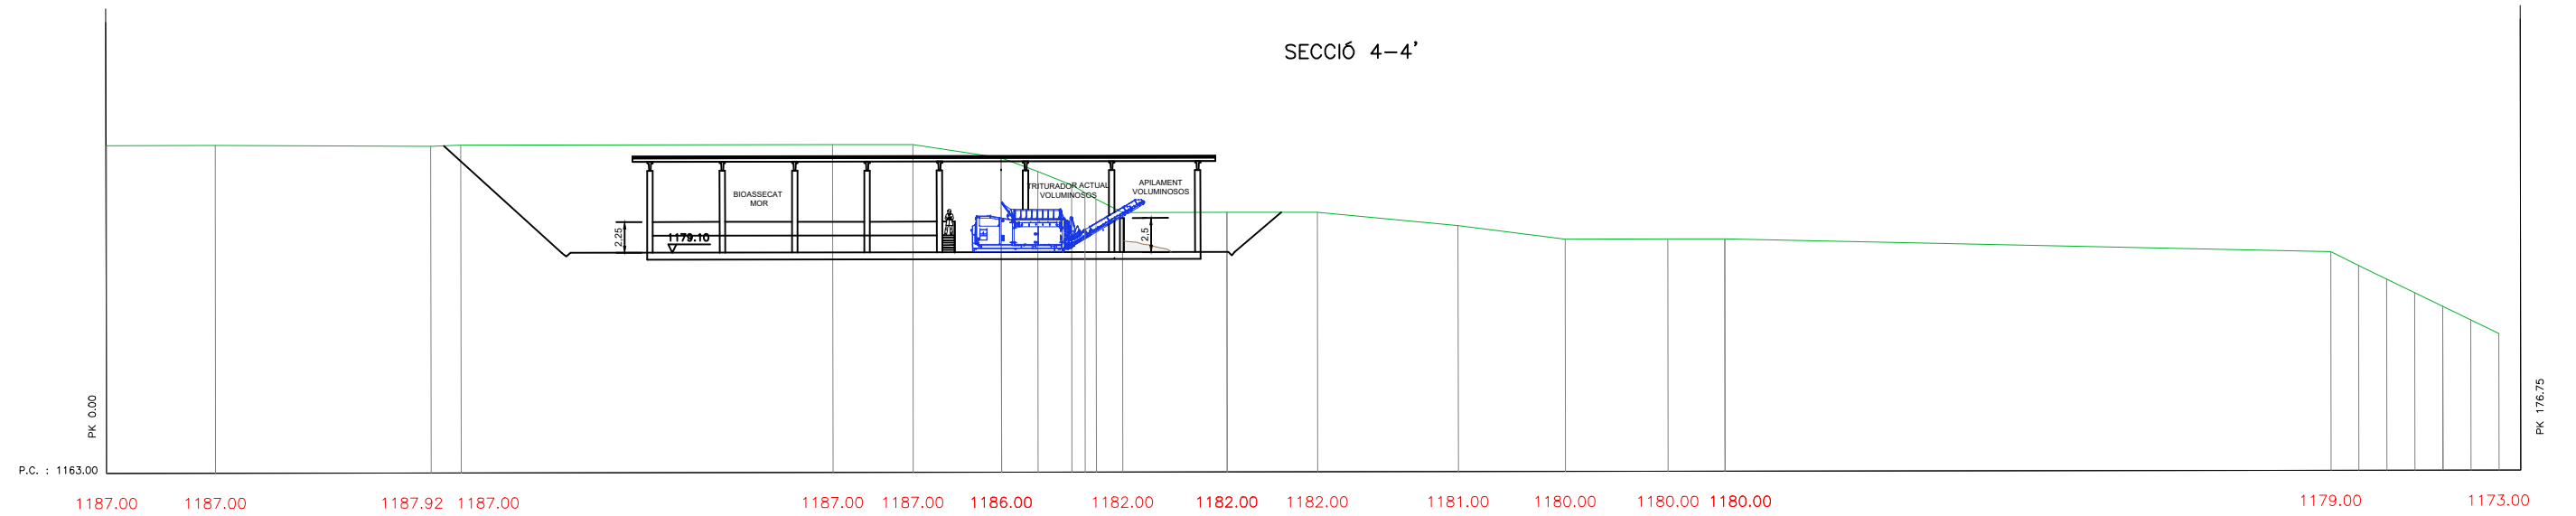 SECCIÓ 4-4'
BIOASSECAT
MOR
TRITURADOR ACTUAL
VOLUMINOSOS
APILAMENT
VOLUMINOSOS
2,25
1179.10
2,5
PK 0.00
PK 176.75
P.C. : 1163.00
1187.00 1187.00 1187.92 1187.00 1187.00 1187.00 1186.00 1182.00 1182.00 1182.00 1181.00 1180.00 1180.00 1180.00 1179.00 1173.00